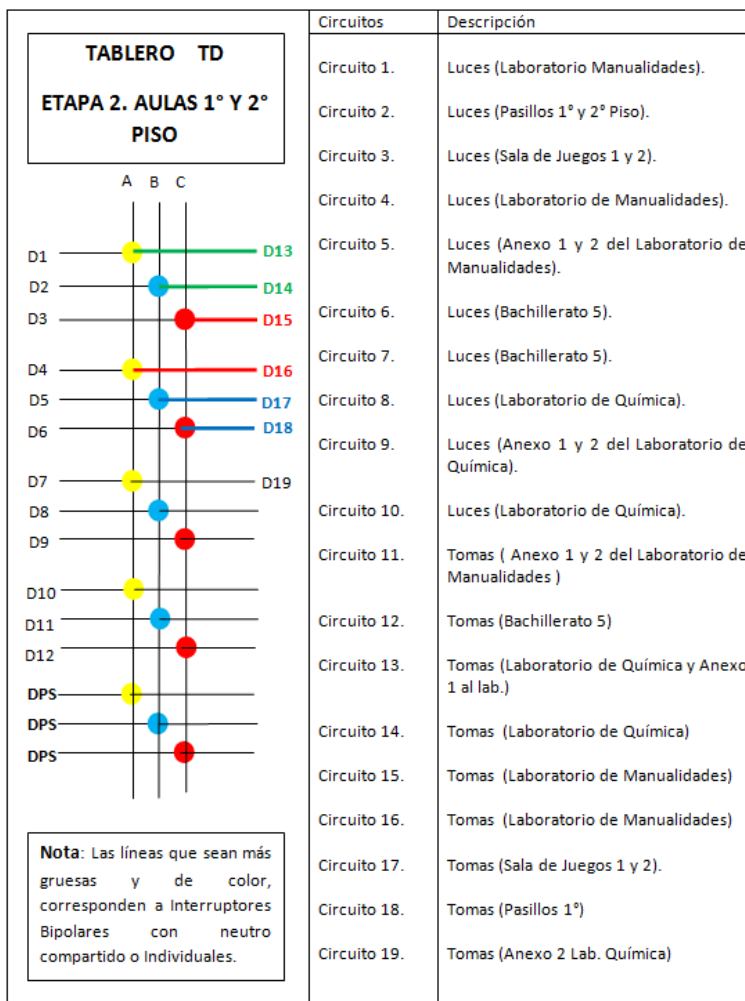 TABLERO TD
ETAPA 2. AULAS 1° Y 2°
PISO
A B C
D1 D13
D2 D14
D3 D15
D4 D16
D5 D17
D6 D18
D7 D19
D8
D9
D10
D11
D12
DPS
DPS
DPS
Nota: Las líneas que sean más
gruesas y de color,
corresponden a Interruptores
Bipolares con neutro
compartido o Individuales.
Circuitos Descripción
Circuito 1. Luces (Laboratorio Manualidades).
Circuito 2. Luces (Pasillos 1° y 2° Piso).
Circuito 3. Luces (Sala de Juegos 1 y 2).
Circuito 4. Luces (Laboratorio de Manualidades).
Circuito 5. Luces (Anexo 1 y 2 del Laboratorio de
Manualidades).
Circuito 6. Luces (Bachillerato 5).
Circuito 7. Luces (Bachillerato 5).
Circuito 8. Luces (Laboratorio de Química).
Circuito 9. Luces (Anexo 1 y 2 del Laboratorio de
Química).
Circuito 10. Luces (Laboratorio de Química).
Circuito 11. Tomas ( Anexo 1 y 2 del Laboratorio de
Manualidades )
Circuito 12. Tomas (Bachillerato 5)
Circuito 13. Tomas (Laboratorio de Química y Anexo
1 al lab.)
Circuito 14. Tomas (Laboratorio de Química)
Circuito 15. Tomas (Laboratorio de Manualidades)
Circuito 16. Tomas (Laboratorio de Manualidades)
Circuito 17. Tomas (Sala de Juegos 1 y 2).
Circuito 18. Tomas (Pasillos 1°)
Circuito 19. Tomas (Anexo 2 Lab. Química)